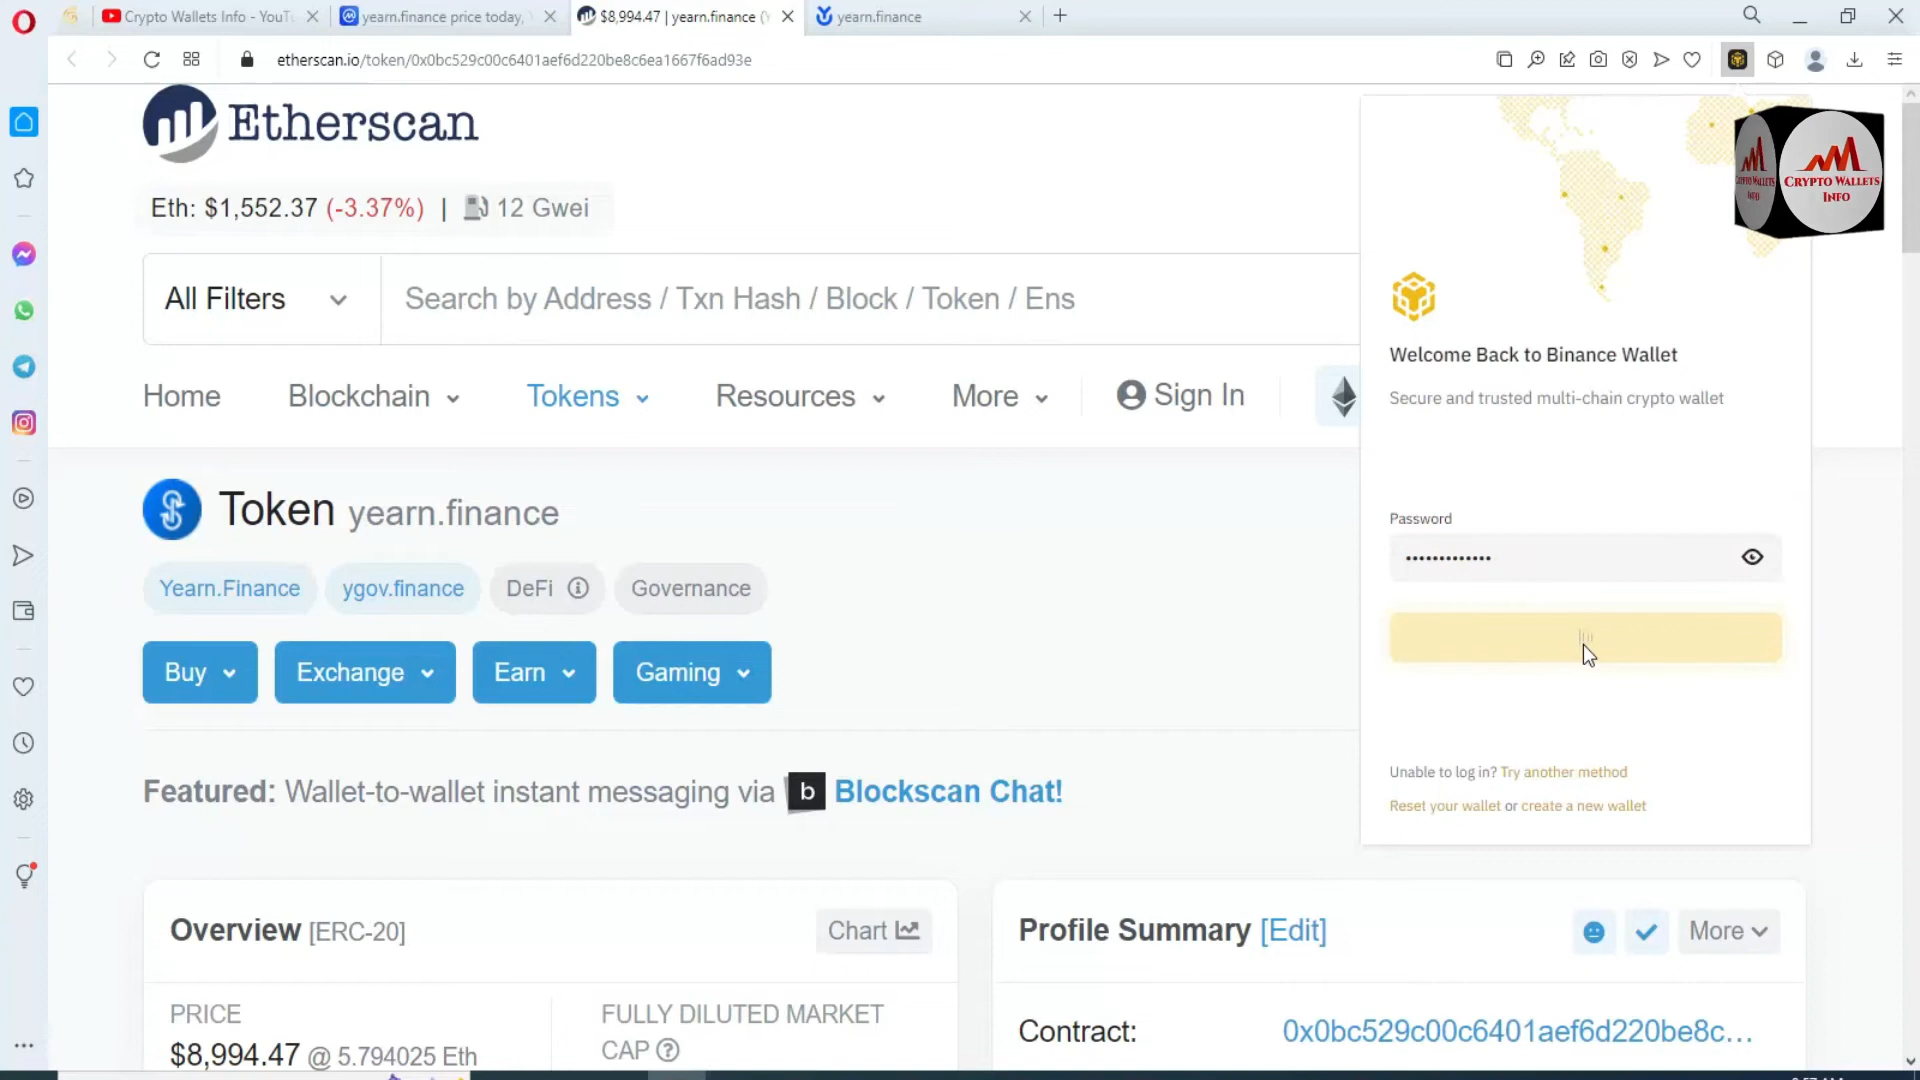 Crypto Wallets Info - YouT
yearn.finance price today,
$8,994.47 | yearn.finance (Y
yearn.finance
etherscan.io/token/0x0bc529c00c6401aef6d220be8c6ea1667f6ad93e
Etherscan
Eth: $1,552.37 (-3.37%) | 12 Gwei
All Filters
Search by Address / Txn Hash / Block / Token / Ens
Home Blockchain Tokens Resources More Sign In
Token yearn.finance
Yearn.Finance ygov.finance DeFi Governance
Buy Exchange Earn Gaming
Featured: Wallet-to-wallet instant messaging via b Blockscan Chat!
Overview [ERC-20]
Chart
PRICE
$8,994.47 @ 5.794025 Eth
FULLY DILUTED MARKET
CAP
Profile Summary [Edit]
More
Contract:
0x0bc529c00c6401aef6d220be8c...
CRYPTO WALLETS
INFO
CRYPTO WALLETS
INFO
Welcome Back to Binance Wallet
Secure and trusted multi-chain crypto wallet
Password
•••••••••••••
Unable to log in? Try another method
Reset your wallet or create a new wallet